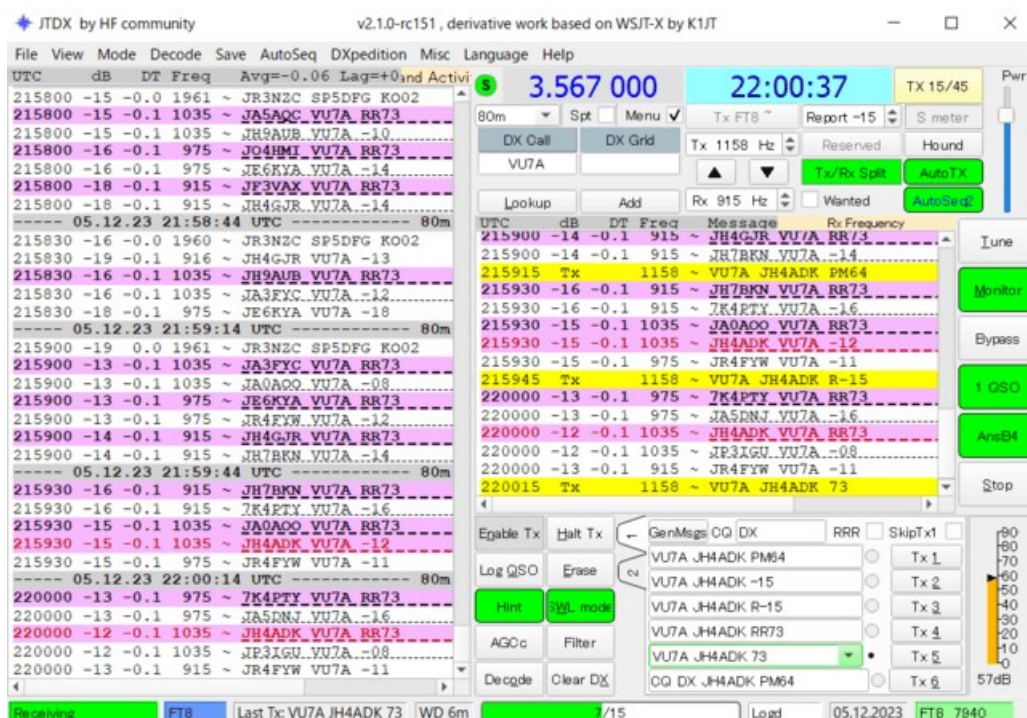 JTDX by HF community v2.1.0-rc151 , derivative work based on WSJT-X by K1JT
File View Mode Decode Save AutoSeq DXpedition Misc Language Help
UTC dB DT Freq Avg=-0.06 Lag=+0 and Activi
215800 -15 -0.0 1961 ~ JR3NZC SP5DFG KO02
215800 -15 -0.1 1035 ~ JA5AQC VU7A RR73
215800 -15 -0.1 1035 ~ JH9AUB VU7A -10
215800 -16 -0.1 975 ~ JO4HMI VU7A RR73
215800 -16 -0.1 975 ~ JE6KYA VU7A -14
215800 -18 -0.1 915 ~ JF3VAX VU7A RR73
215800 -18 -0.1 915 ~ JH4GJR VU7A -14
----- 05.12.23 21:58:44 UTC ------------ 80m
215830 -16 -0.0 1960 ~ JR3NZC SP5DFG KO02
215830 -19 -0.1 916 ~ JH4GJR VU7A -13
215830 -16 -0.1 1035 ~ JH9AUB VU7A RR73
215830 -16 -0.1 1035 ~ JA3FYC VU7A -12
215830 -18 -0.1 975 ~ JE6KYA VU7A -18
----- 05.12.23 21:59:14 UTC ------------ 80m
215900 -19 0.0 1961 ~ JR3NZC SP5DFG KO02
215900 -13 -0.1 1035 ~ JA3FYC VU7A RR73
215900 -13 -0.1 1035 ~ JA0AOO VU7A -08
215900 -13 -0.1 975 ~ JE6KYA VU7A RR73
215900 -13 -0.1 975 ~ JR4FYW VU7A -12
215900 -14 -0.1 915 ~ JH4GJR VU7A RR73
215900 -14 -0.1 915 ~ JH7BKN VU7A -14
----- 05.12.23 21:59:44 UTC ------------ 80m
215930 -16 -0.1 915 ~ JH7BKN VU7A RR73
215930 -16 -0.1 915 ~ 7K4PTY VU7A -16
215930 -15 -0.1 1035 ~ JA0AOO VU7A RR73
215930 -15 -0.1 1035 ~ JH4ADK VU7A -12
215930 -15 -0.1 975 ~ JR4FYW VU7A -11
----- 05.12.23 22:00:14 UTC ------------ 80m
220000 -13 -0.1 975 ~ 7K4PTY VU7A RR73
220000 -13 -0.1 975 ~ JA5DNJ VU7A -16
220000 -12 -0.1 1035 ~ JH4ADK VU7A RR73
220000 -12 -0.1 1035 ~ JP3IGU VU7A -08
220000 -13 -0.1 915 ~ JR4FYW VU7A -11
S 3.567 000 22:00:37 TX 15/45 Pwr
80m Spt Menu Tx FT8 ~ Report -15 S meter
DX Call DX Grid Tx 1158 Hz Reserved Hound
VU7A Tx/Rx Split AutoTX
Lookup Add Rx 915 Hz Wanted AutoSeq2
UTC dB DT Freq Message Rx Frequency
215900 -14 -0.1 915 ~ JH4GJR VU7A RR73
215900 -14 -0.1 915 ~ JH7BKN VU7A -14
215915 Tx 1158 ~ VU7A JH4ADK PM64
215930 -16 -0.1 915 ~ JH7BKN VU7A RR73
215930 -16 -0.1 915 ~ 7K4PTY VU7A -16
215930 -15 -0.1 1035 ~ JA0AOO VU7A RR73
215930 -15 -0.1 1035 ~ JH4ADK VU7A -12
215930 -15 -0.1 975 ~ JR4FYW VU7A -11
215945 Tx 1158 ~ VU7A JH4ADK R-15
220000 -13 -0.1 975 ~ 7K4PTY VU7A RR73
220000 -13 -0.1 975 ~ JA5DNJ VU7A -16
220000 -12 -0.1 1035 ~ JH4ADK VU7A RR73
220000 -12 -0.1 1035 ~ JP3IGU VU7A -08
220000 -13 -0.1 915 ~ JR4FYW VU7A -11
220015 Tx 1158 ~ VU7A JH4ADK 73
Tune
Monitor
Bypass
1 QSO
AnsB4
Stop
Enable Tx Halt Tx 1 GenMsgs CQ DX RRR SkipTx1
VU7A JH4ADK PM64 Tx 1
Log QSO Erase 2 VU7A JH4ADK -15 Tx 2
Hint SWL mode VU7A JH4ADK R-15 Tx 3
AGCc Filter VU7A JH4ADK RR73 Tx 4
VU7A JH4ADK 73 Tx 5
Decode Clear DX CQ DX JH4ADK PM64 Tx 6
90
80
70
60
50
40
30
20
10
0
57dB
Receiving FT8 Last Tx: VU7A JH4ADK 73 WD 6m 7/15 Logd 05.12.2023 FT8 7940